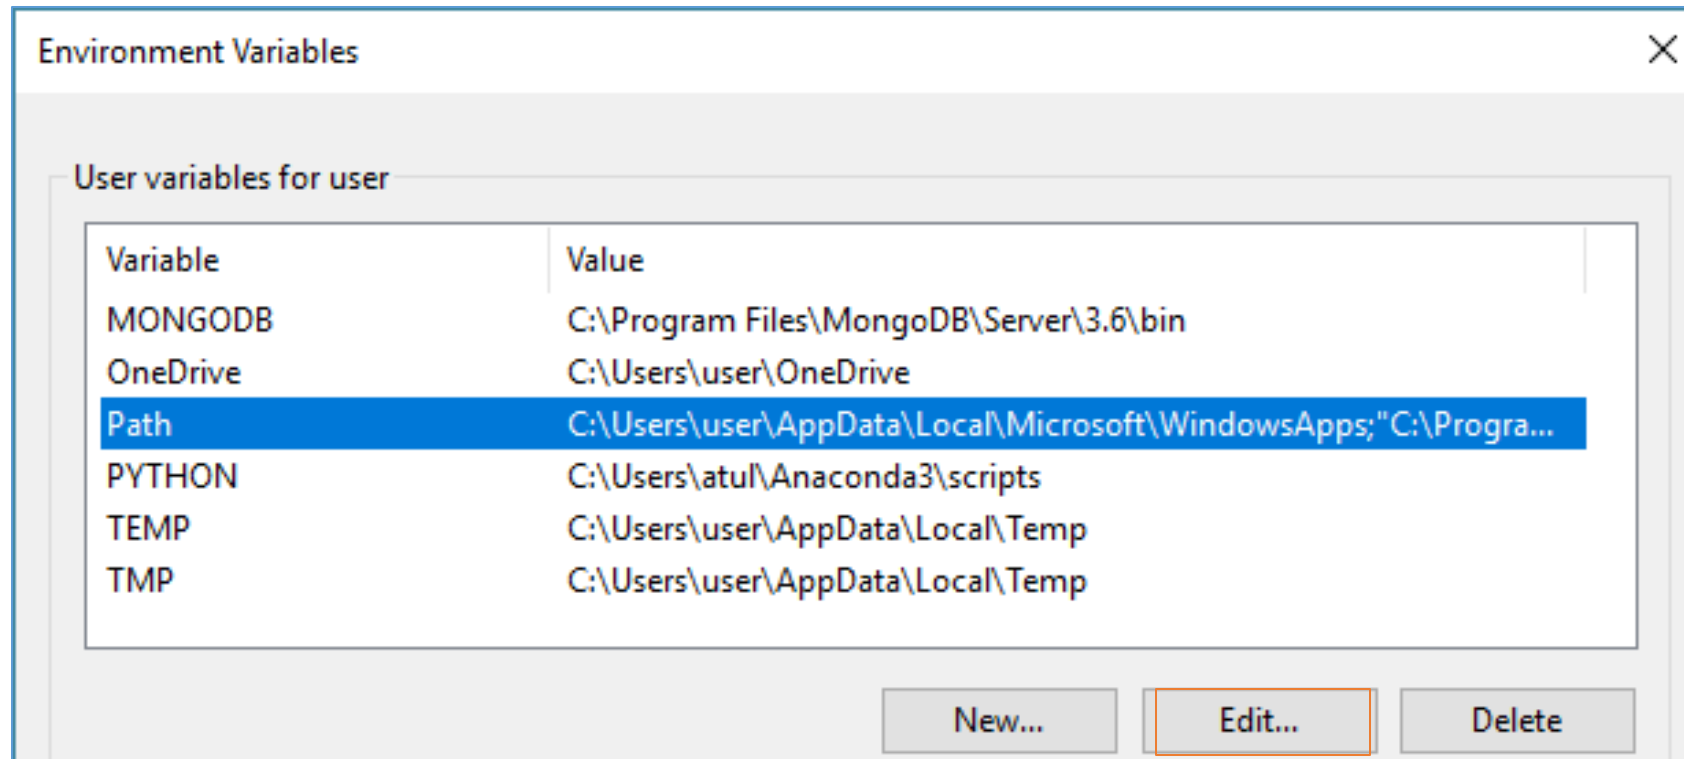 Environment Variables
User variables for user
Variable Value
MONGODB C:\Program Files\MongoDB\Server\3.6\bin
OneDrive C:\Users\user\OneDrive
Path C:\Users\user\AppData\Local\Microsoft\WindowsApps;"C:\Progra...
PYTHON C:\Users\atul\Anaconda3\scripts
TEMP C:\Users\user\AppData\Local\Temp
TMP C:\Users\user\AppData\Local\Temp
New... Edit... Delete